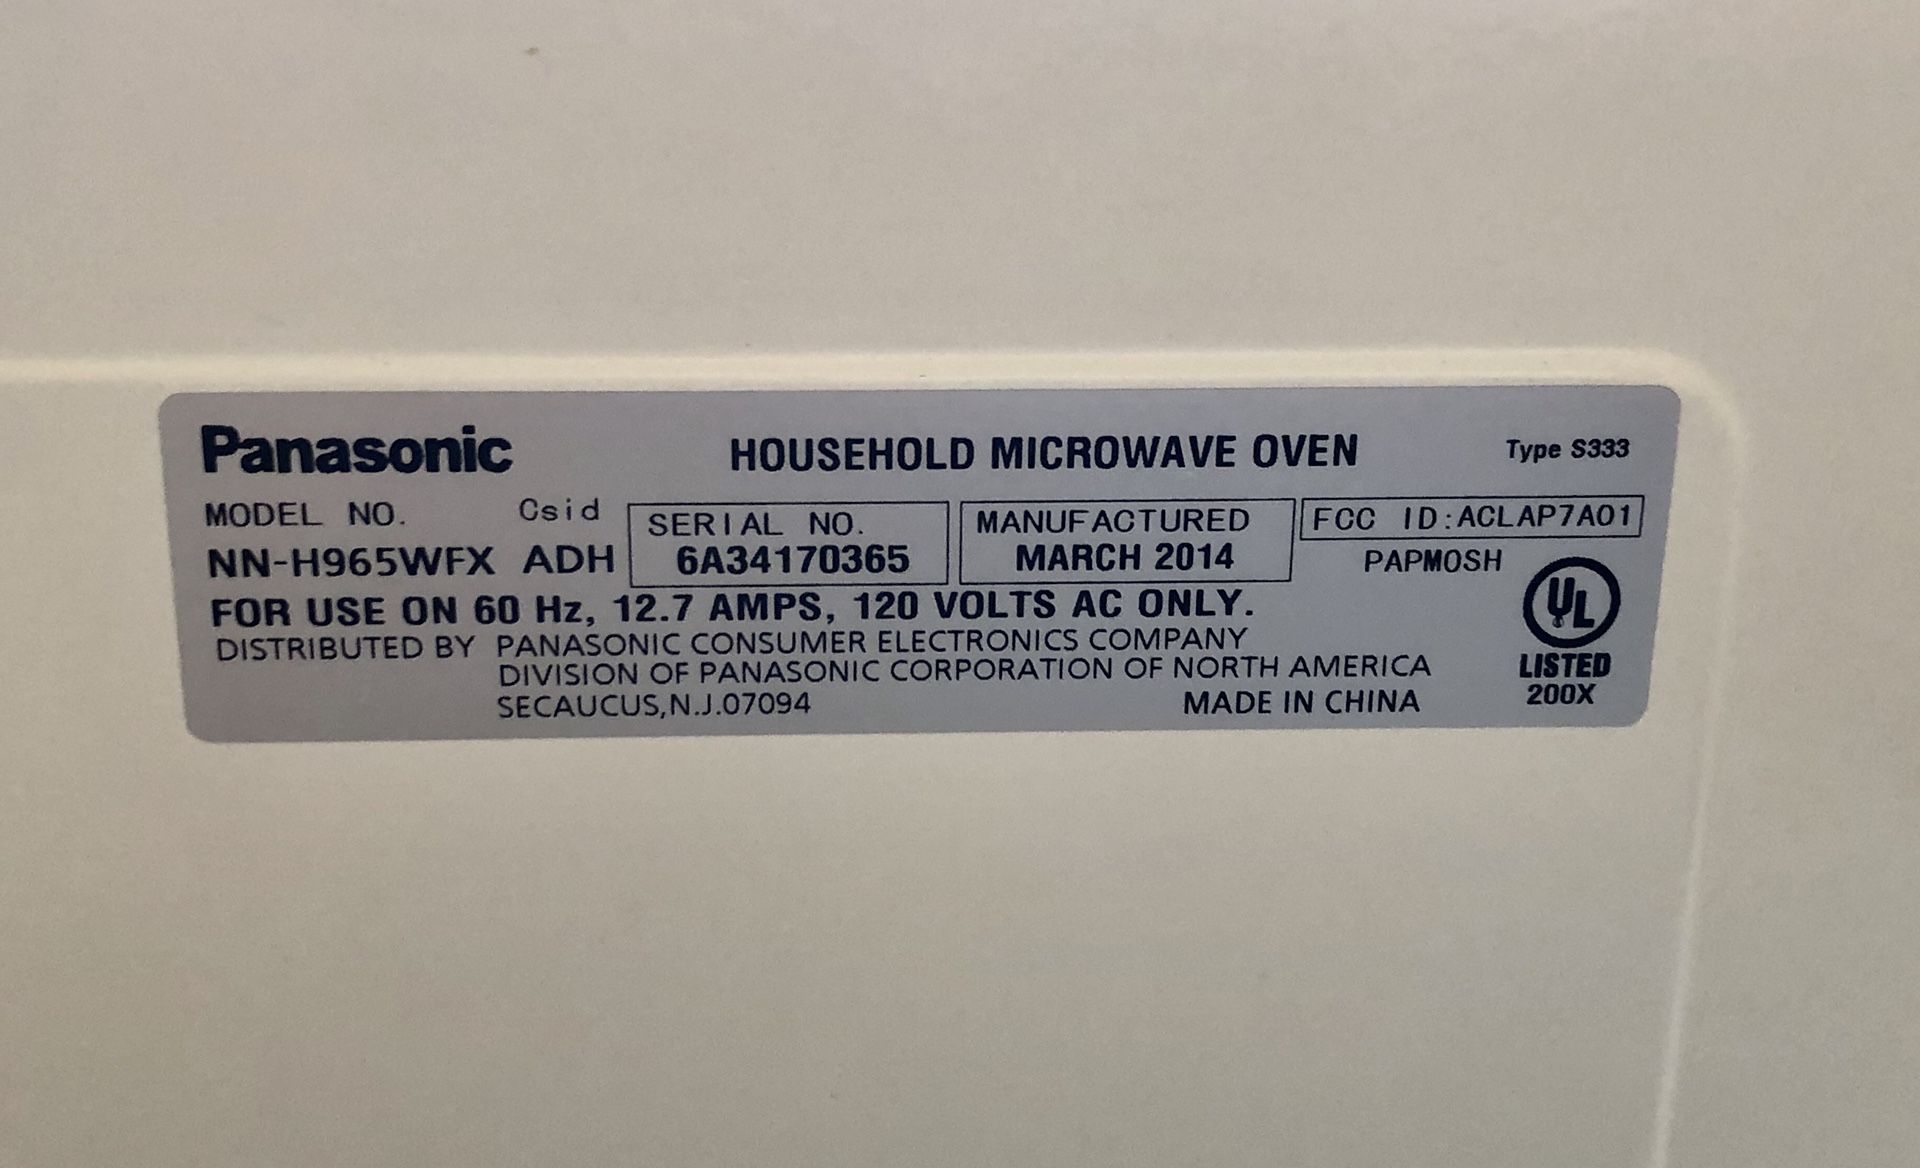 Panasonic HOUSEHOLD MICROWAVE OVEN Type S333
MODEL NO. Csid SERIAL NO. MANUFACTURED FCC ID:ACLAP7A01
NN-H965WFX ADH 6A34170365 MARCH 2014 PAPMOSH
FOR USE ON 60 Hz, 12.7 AMPS, 120 VOLTS AC ONLY. UL
DISTRIBUTED BY PANASONIC CONSUMER ELECTRONICS COMPANY
DIVISION OF PANASONIC CORPORATION OF NORTH AMERICA LISTED
SECAUCUS,N.J.07094 MADE IN CHINA 200X